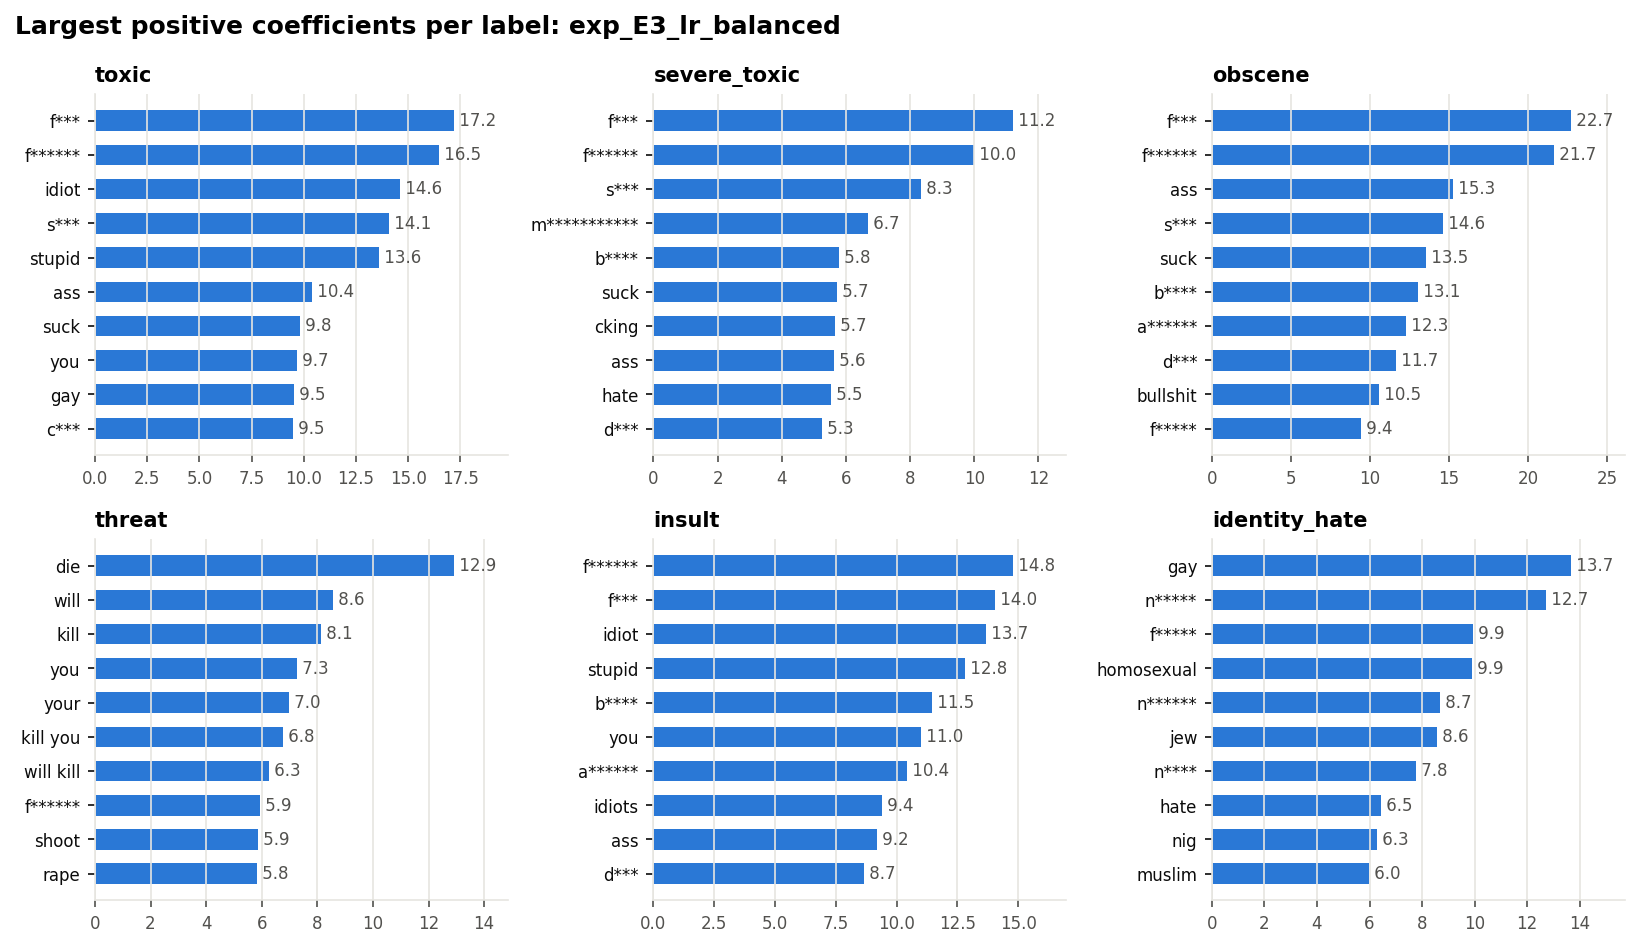 Largest positive coefficients per label: exp_E3_lr_balanced
toxic
f*** 17.2
f****** 16.5
idiot 14.6
s*** 14.1
stupid 13.6
ass 10.4
suck 9.8
you 9.7
gay 9.5
c*** 9.5
0.0 2.5 5.0 7.5 10.0 12.5 15.0 17.5
severe_toxic
f*** 11.2
f****** 10.0
s*** 8.3
m*********** 6.7
b**** 5.8
suck 5.7
cking 5.7
ass 5.6
hate 5.5
d*** 5.3
0 2 4 6 8 10 12
obscene
f*** 22.7
f****** 21.7
ass 15.3
s*** 14.6
suck 13.5
b**** 13.1
a****** 12.3
d*** 11.7
bullshit 10.5
f***** 9.4
0 5 10 15 20 25
threat
die 12.9
will 8.6
kill 8.1
you 7.3
your 7.0
kill you 6.8
will kill 6.3
f****** 5.9
shoot 5.9
rape 5.8
0 2 4 6 8 10 12 14
insult
f****** 14.8
f*** 14.0
idiot 13.7
stupid 12.8
b**** 11.5
you 11.0
a****** 10.4
idiots 9.4
ass 9.2
d*** 8.7
0.0 2.5 5.0 7.5 10.0 12.5 15.0
identity_hate
gay 13.7
n***** 12.7
f***** 9.9
homosexual 9.9
n****** 8.7
jew 8.6
n**** 7.8
hate 6.5
nig 6.3
muslim 6.0
0 2 4 6 8 10 12 14